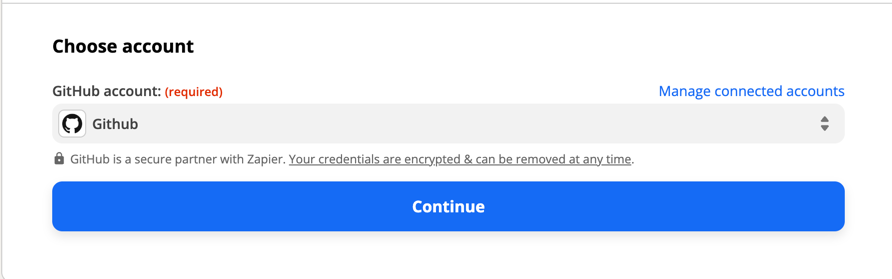 Choose account
GitHub account: (required) Manage connected accounts
Github
GitHub is a secure partner with Zapier. Your credentials are encrypted & can be removed at any time.
Continue